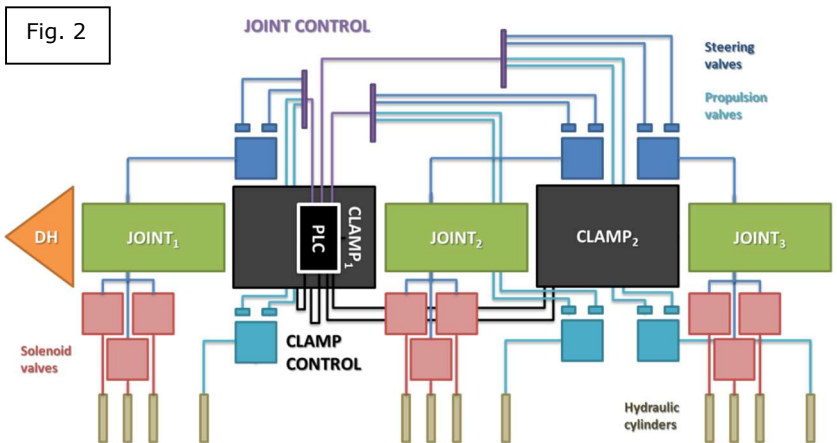 Fig. 2
JOINT CONTROL
Steering
valves
Propulsion
valves
DH
JOINT₁
PLC
CLAMP₁
JOINT₂
CLAMP₂
JOINT₃
Solenoid
valves
CLAMP
CONTROL
Hydraulic
cylinders